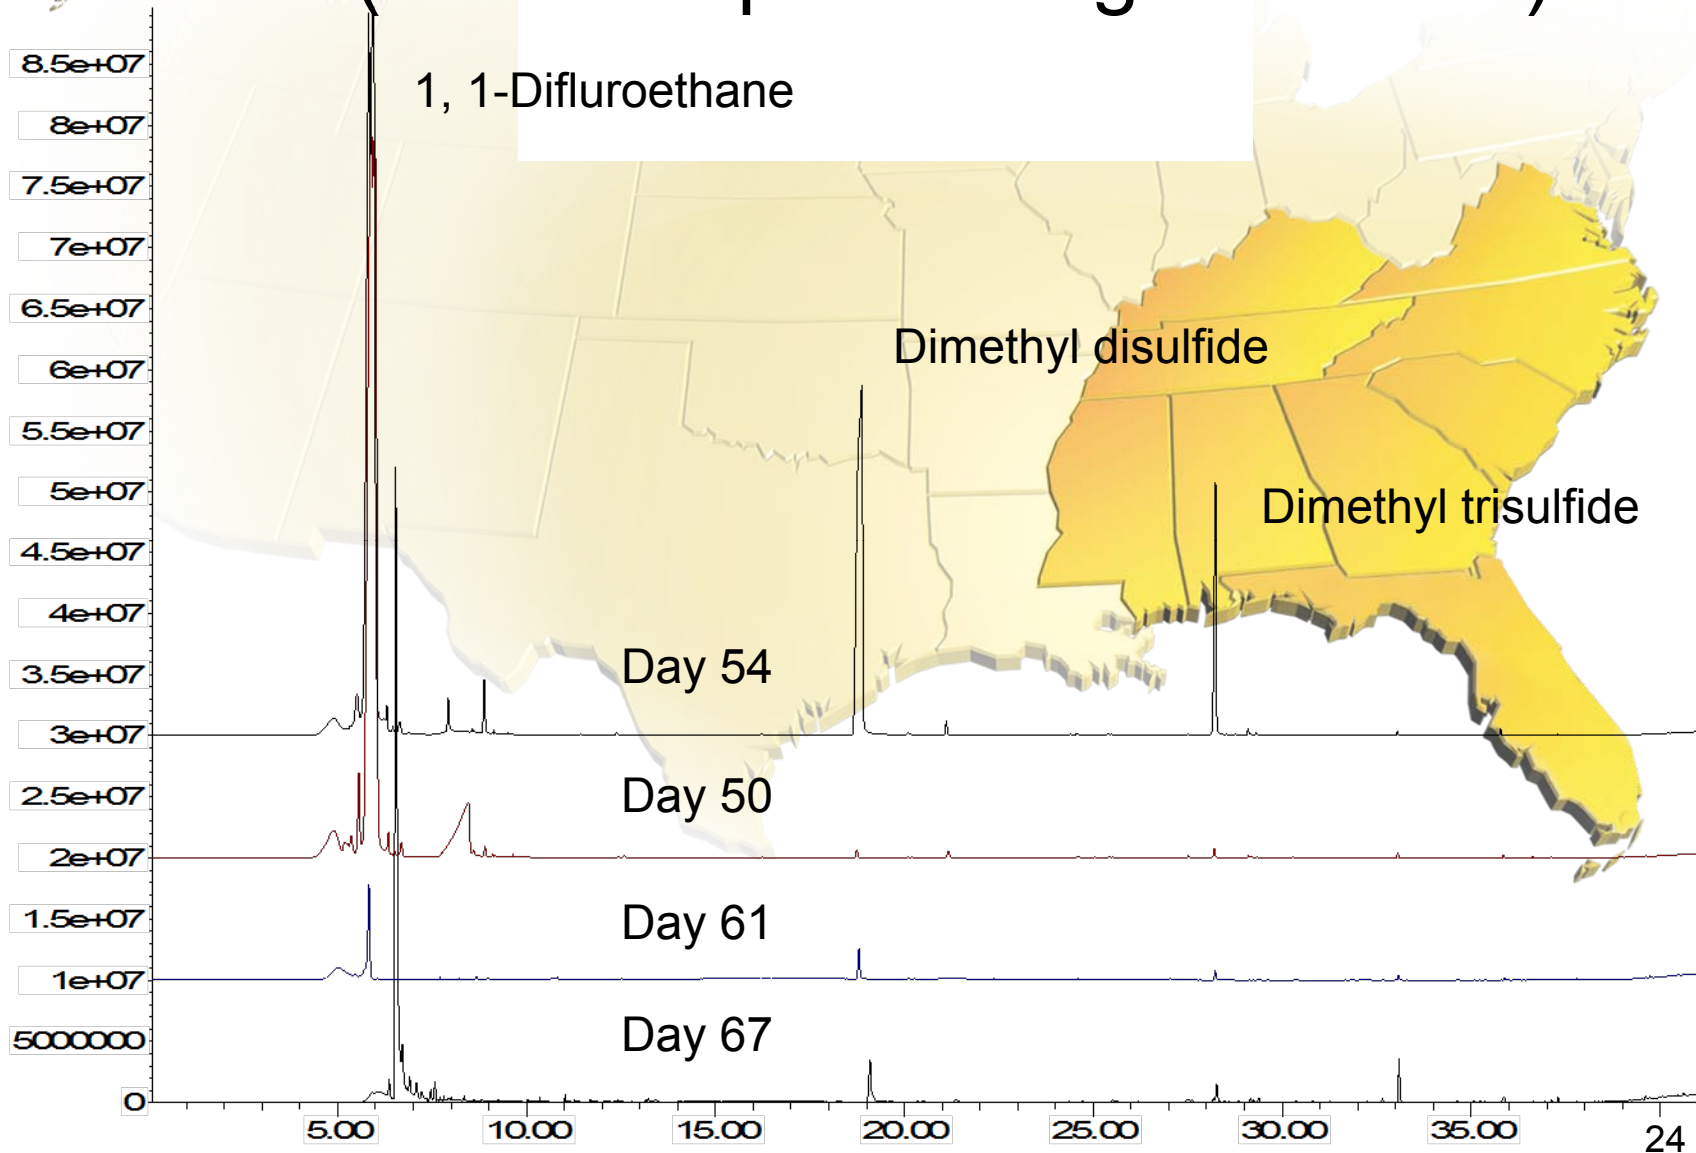 8.5e+07
1, 1-Difluroethane
8e+07
7.5e+07
7e+07
6.5e+07
Dimethyl disulfide
6e+07
5.5e+07
5e+07
Dimethyl trisulfide
4.5e+07
4e+07
Day 54
3.5e+07
3e+07
Day 50
2.5e+07
2e+07
Day 61
1.5e+07
1e+07
Day 67
5000000
0
5.00 10.00 15.00 20.00 25.00 30.00 35.00
24